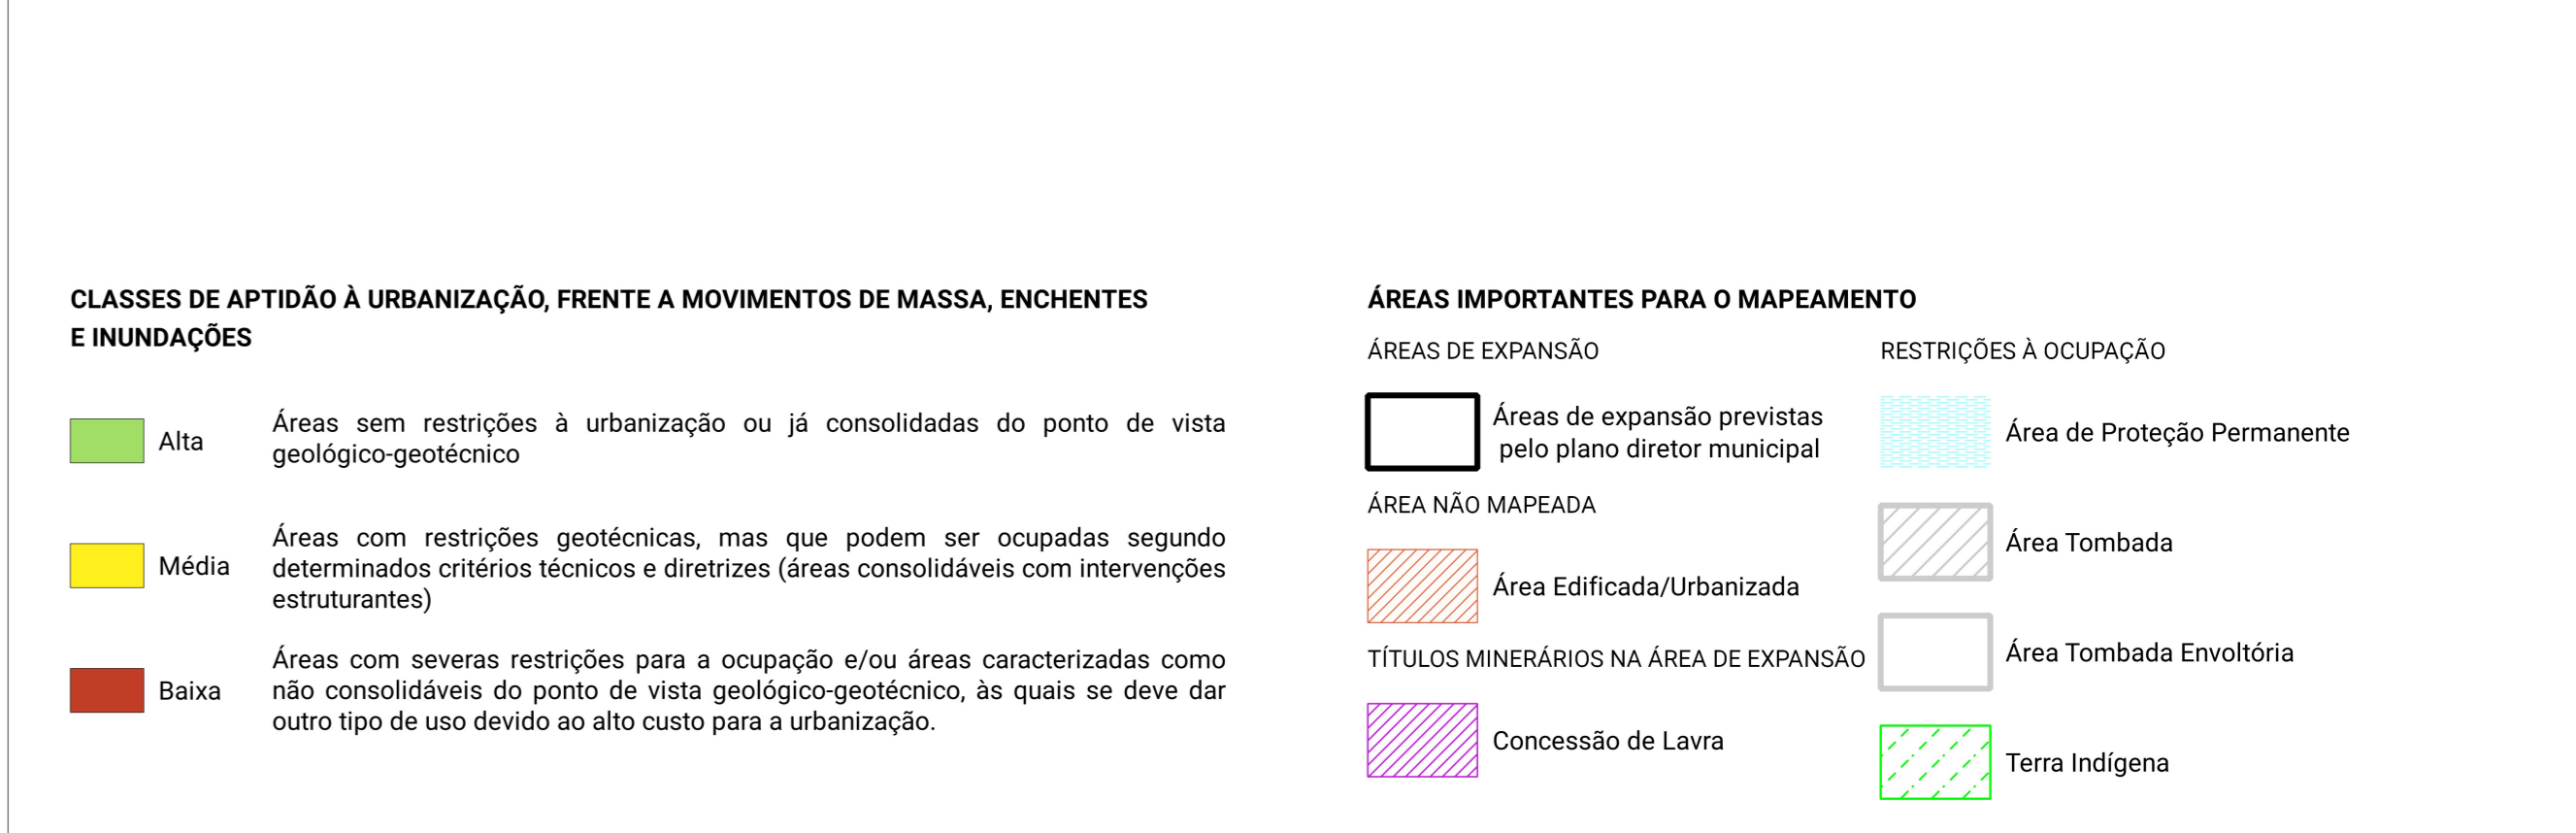 CLASSES DE APTIDÃO À URBANIZAÇÃO, FRENTE A MOVIMENTOS DE MASSA, ENCHENTES
E INUNDAÇÕES
Alta
Áreas sem restrições à urbanização ou já consolidadas do ponto de vista
geológico-geotécnico
Média
Áreas com restrições geotécnicas, mas que podem ser ocupadas segundo
determinados critérios técnicos e diretrizes (áreas consolidáveis com intervenções
estruturantes)
Baixa
Áreas com severas restrições para a ocupação e/ou áreas caracterizadas como
não consolidáveis do ponto de vista geológico-geotécnico, às quais se deve dar
outro tipo de uso devido ao alto custo para a urbanização.
ÁREAS IMPORTANTES PARA O MAPEAMENTO
ÁREAS DE EXPANSÃO
Áreas de expansão previstas
pelo plano diretor municipal
ÁREA NÃO MAPEADA
Área Edificada/Urbanizada
TÍTULOS MINERÁRIOS NA ÁREA DE EXPANSÃO
Concessão de Lavra
RESTRIÇÕES À OCUPAÇÃO
Área de Proteção Permanente
Área Tombada
Área Tombada Envoltória
Terra Indígena